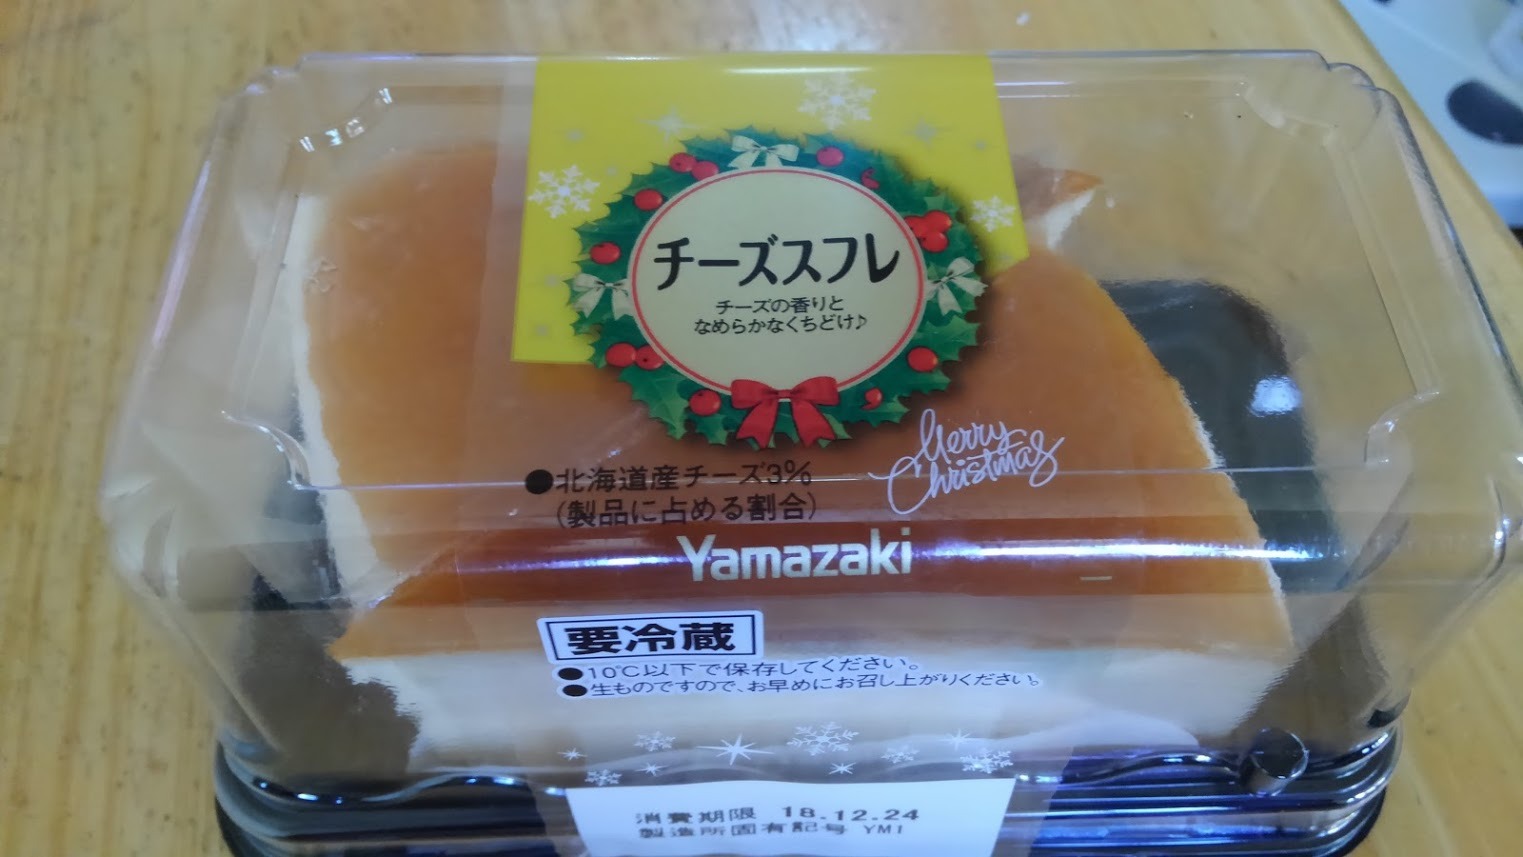 チーズスフレ
チーズの香りと
なめらかなくちどけ♪
Merry
Christmas
●北海道産チーズ3%
(製品に占める割合)
Yamazaki
要冷蔵
●10℃以下で保存してください。
●生ものですので、お早めにお召し上がりください。
消費期限 18.12.24
製造所固有記号 YM1